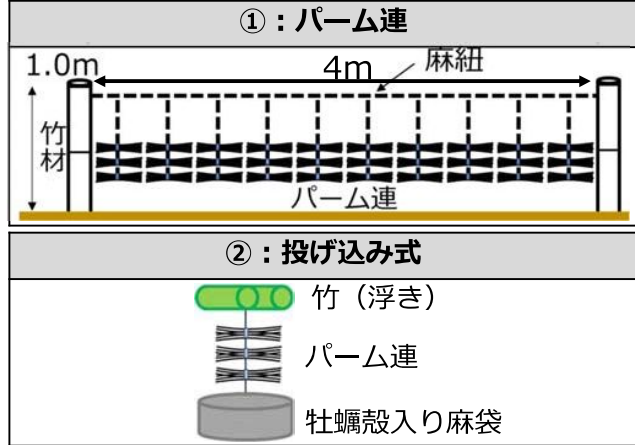 ①：パーム連
1.0m
4m
麻紐
竹材
パーム連
②：投げ込み式
竹（浮き）
パーム連
牡蠣殻入り麻袋